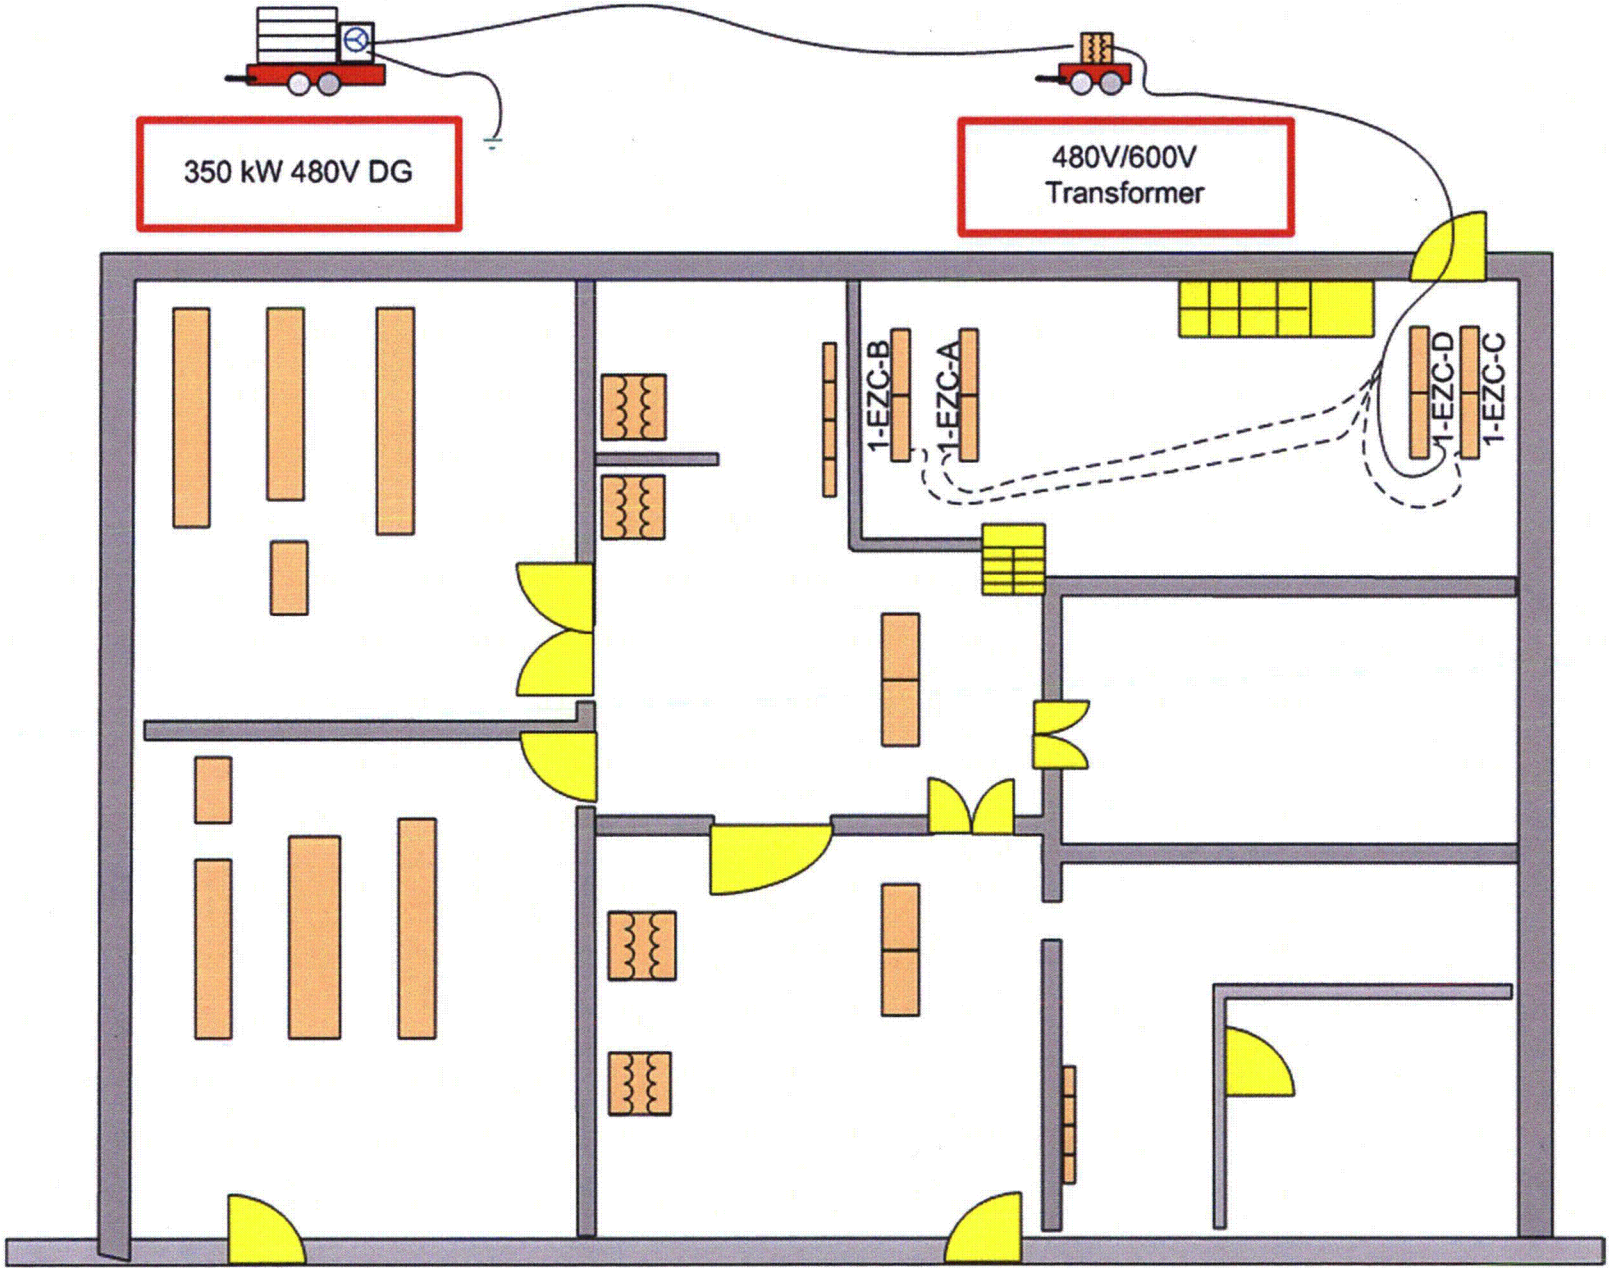 350 kW 480V DG
480V/600V
Transformer
1-EZC-B
1-EZC-A
1-EZC-D
1-EZC-C